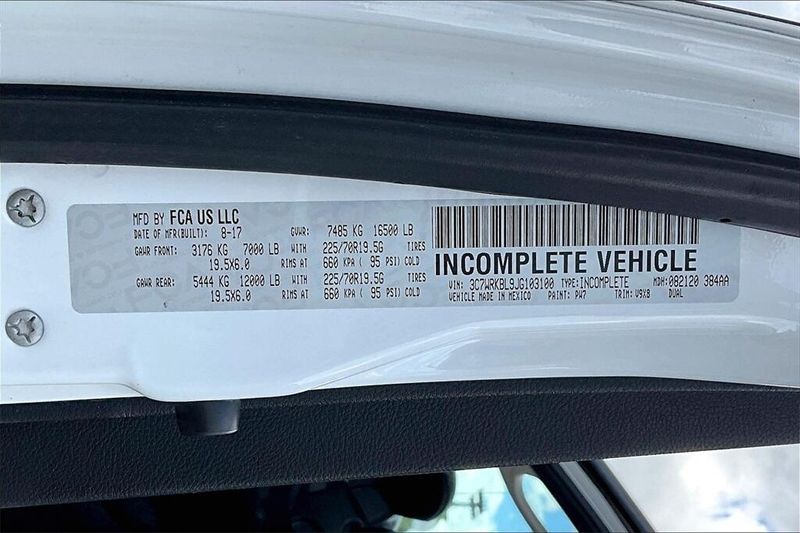 MFD BY FCA US LLC
DATE OF MFR(BUILT): 8-17 GVWR: 7485 KG 16500 LB
GAWR FRONT: 3176 KG 7000 LB WITH 225/70R19.5G TIRES
19.5X6.0 RIMS AT 660 KPA ( 95 PSI) COLD
GAWR REAR: 5444 KG 12000 LB WITH 225/70R19.5G TIRES
19.5X6.0 RIMS AT 660 KPA ( 95 PSI) COLD
INCOMPLETE VEHICLE
VIN: 3C7WRKBL9JG103100 TYPE:INCOMPLETE MDH:082120 384AA
VEHICLE MADE IN MEXICO PAINT: PW7 TRIM: V9X8 DUAL